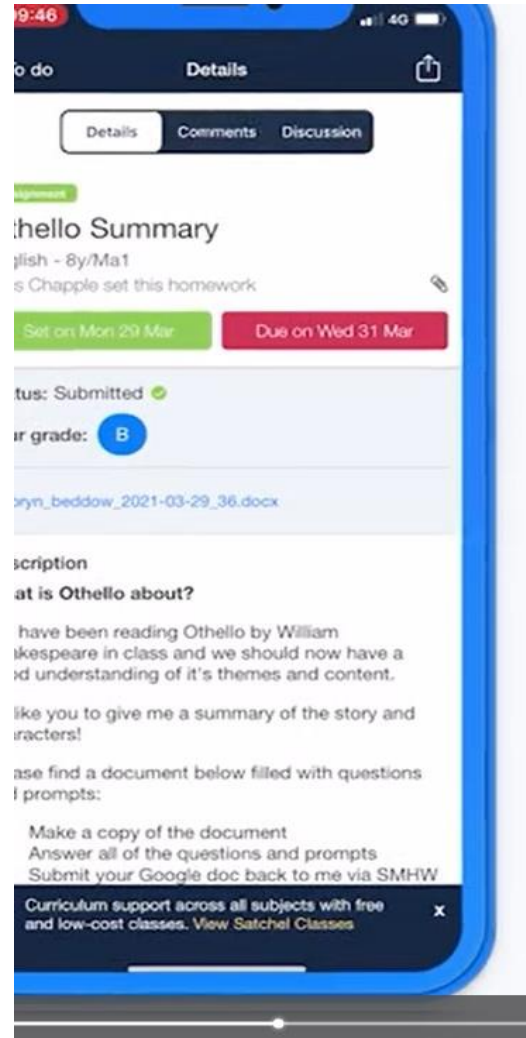 09:46 4G
o do Details
Details Comments Discussion
signment
thello Summary
glish - 8y/Ma1
s Chapple set this homework
Set on Mon 29 Mar Due on Wed 31 Mar
tus: Submitted
ur grade: B
oryn_beddow_2021-03-29_36.docx
scription
at is Othello about?
have been reading Othello by William
akespeare in class and we should now have a
od understanding of it's themes and content.
like you to give me a summary of the story and
racters!
ase find a document below filled with questions
d prompts:
Make a copy of the document
Answer all of the questions and prompts
Submit your Google doc back to me via SMHW
Curriculum support across all subjects with free x
and low-cost classes. View Satchel Classes